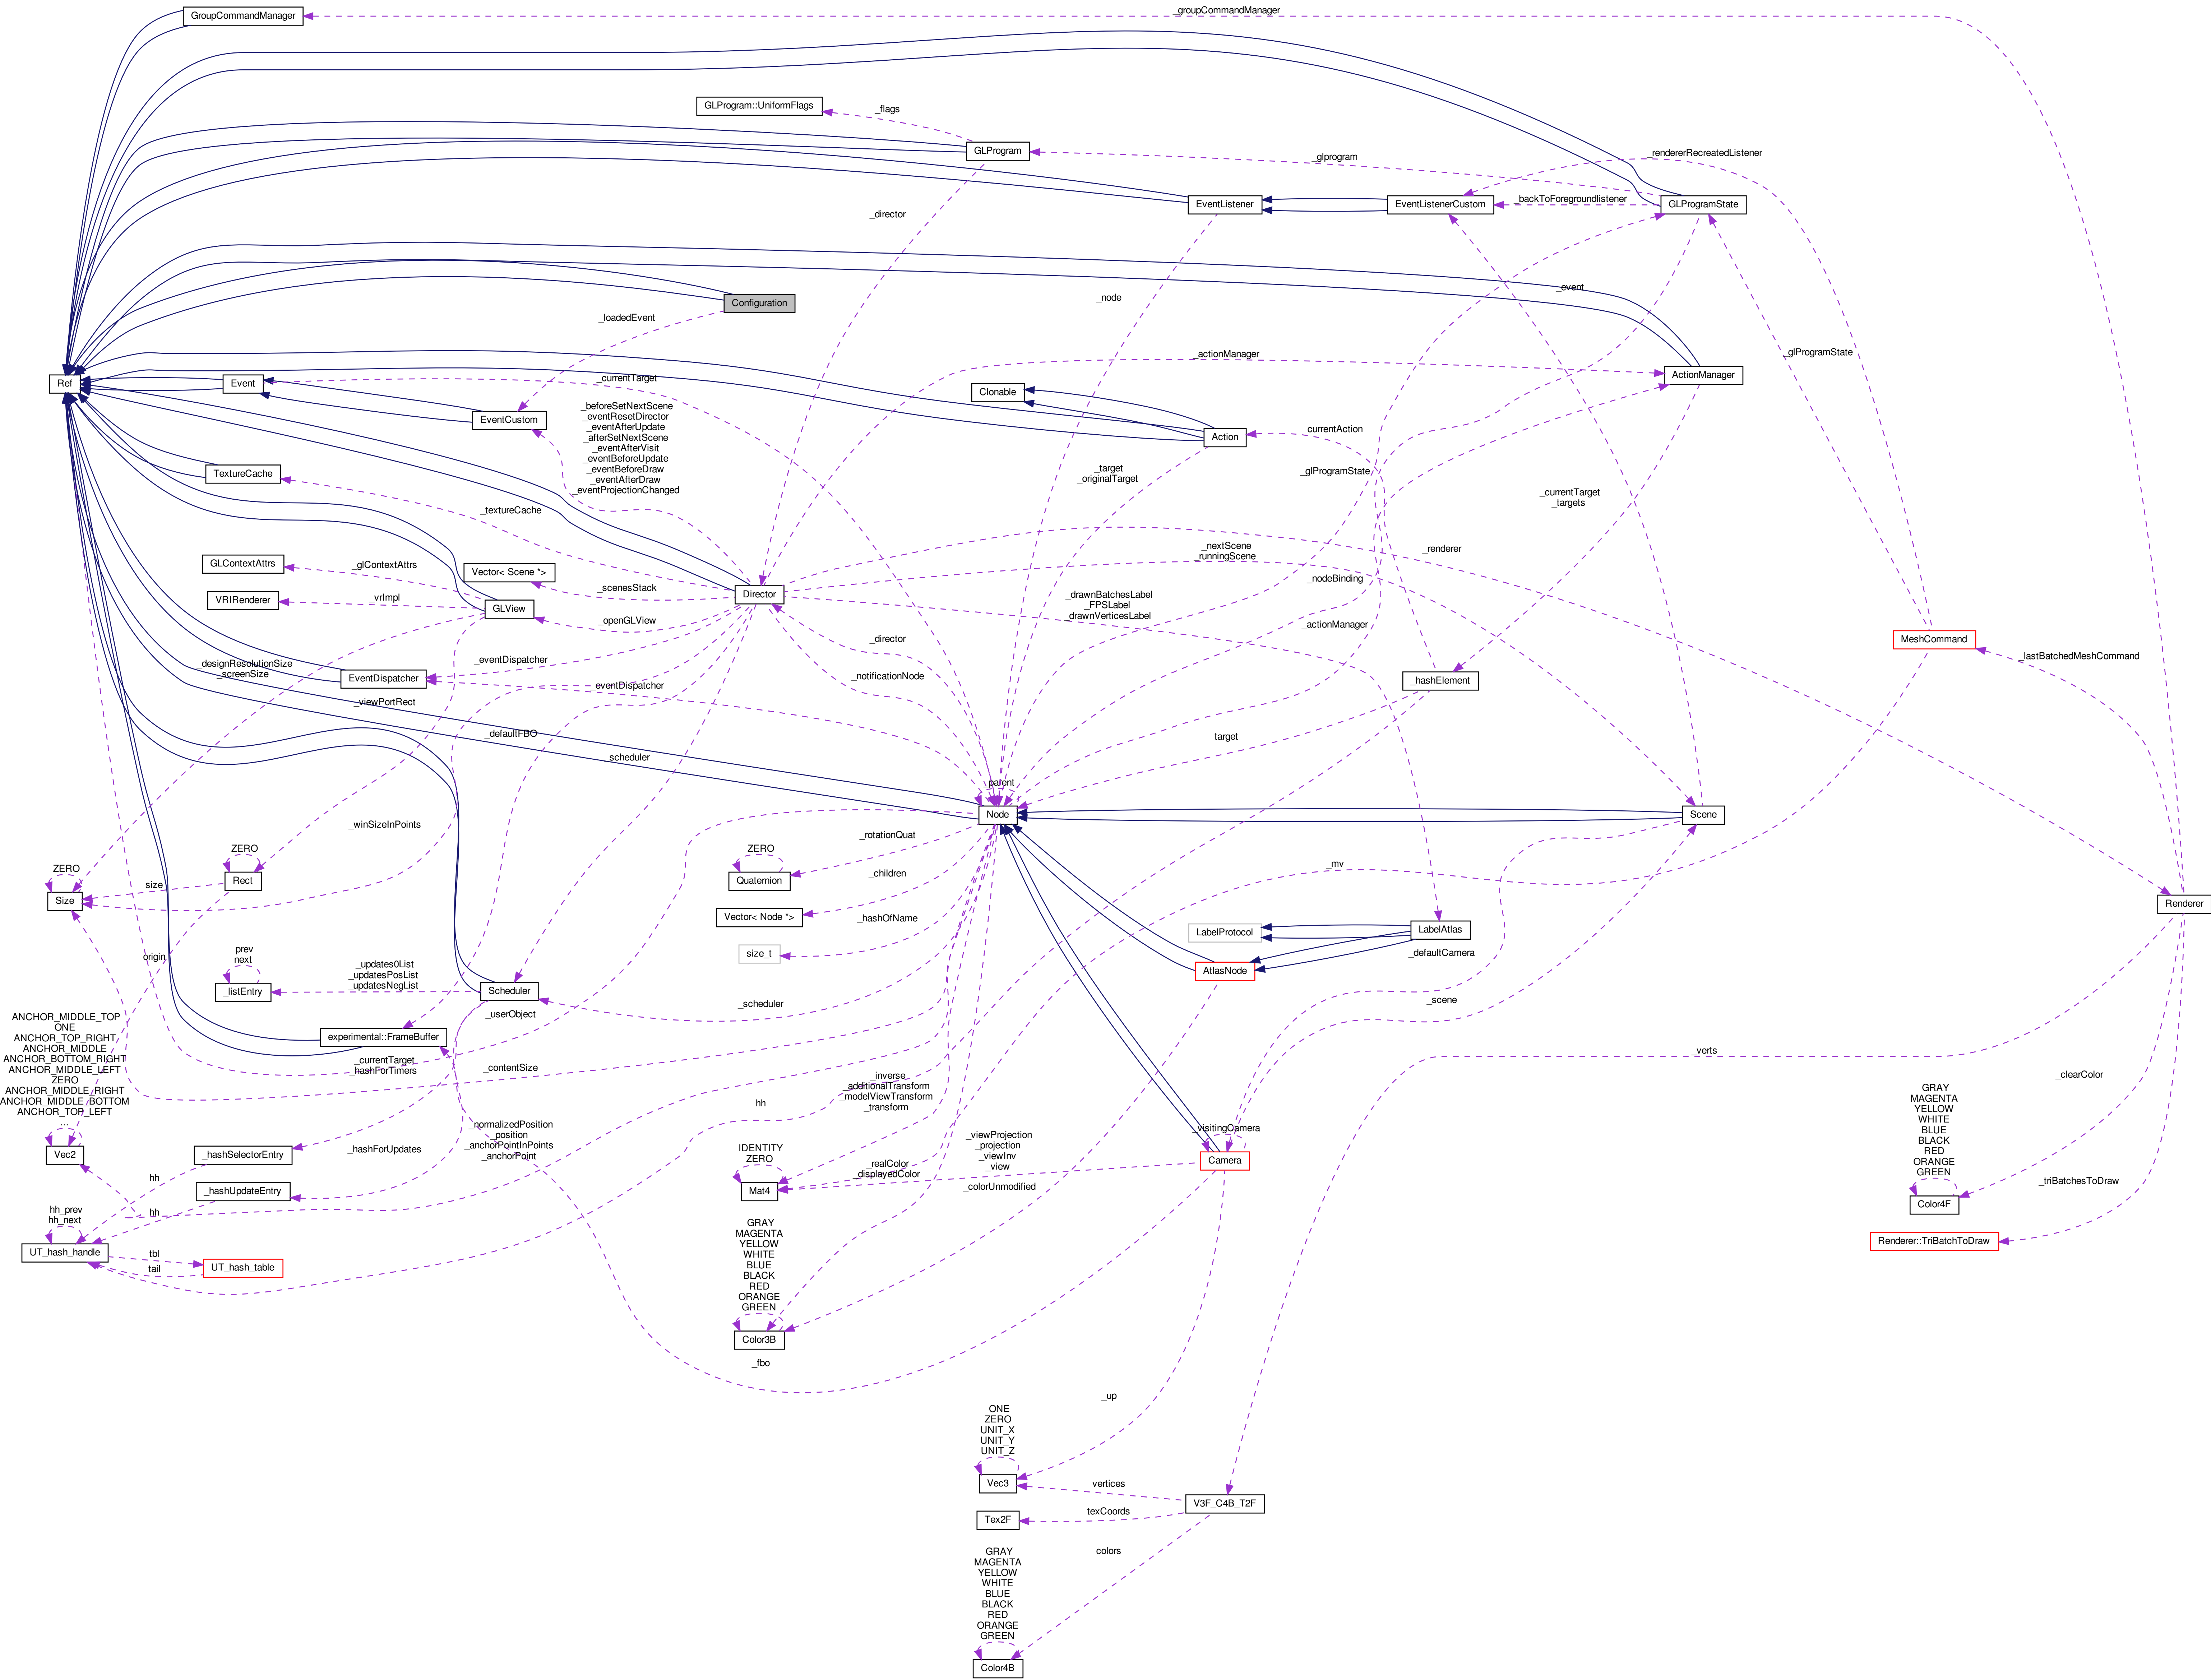 GroupCommandManager
_groupCommandManager
GLProgram::UniformFlags
_flags
GLProgram
_glprogram
_rendererRecreatedListener
EventListener
EventListenerCustom
_backToForegroundlistener
GLProgramState
_director
_node
_event
Configuration
_loadedEvent
_glProgramState
_actionManager
ActionManager
Ref
Event
_currentTarget
Clonable
EventCustom
_beforeSetNextScene
_eventResetDirector
_eventAfterUpdate
_afterSetNextScene
_eventAfterVisit
_eventBeforeUpdate
_eventBeforeDraw
_eventAfterDraw
_eventProjectionChanged
Action
currentAction
TextureCache
_target
_originalTarget
_glProgramState
_currentTarget
_targets
_textureCache
_nextScene
_runningScene
_renderer
GLContextAttrs
_glContextAttrs
Vector< Scene *>
_scenesStack
Director
_nodeBinding
VRIRenderer
_vrImpl
GLView
_openGLView
_drawnBatchesLabel
_FPSLabel
_drawnVerticesLabel
_actionManager
_director
MeshCommand
_lastBatchedMeshCommand
_designResolutionSize
_screenSize
_eventDispatcher
EventDispatcher
_eventDispatcher
_notificationNode
_hashElement
_viewPortRect
_defaultFBO
_scheduler
target
_parent
Node
Scene
_winSizeInPoints
_rotationQuat
ZERO
ZERO
ZERO
Rect
size
Size
Quaternion
_children
_mv
Vector< Node *>
_hashOfName
Renderer
LabelProtocol
LabelAtlas
size_t
_defaultCamera
origin
prev
next
_listEntry
_updates0List
_updatesPosList
_updatesNegList
Scheduler
AtlasNode
_scheduler
_scene
_userObject
ANCHOR_MIDDLE_TOP
ONE
ANCHOR_TOP_RIGHT
ANCHOR_MIDDLE
ANCHOR_BOTTOM_RIGHT
ANCHOR_MIDDLE_LEFT
ZERO
ANCHOR_MIDDLE_RIGHT
ANCHOR_MIDDLE_BOTTOM
ANCHOR_TOP_LEFT
...
Vec2
experimental::FrameBuffer
_currentTarget
_hashForTimers
_contentSize
_verts
_inverse
_additionalTransform
_modelViewTransform
_transform
hh
_clearColor
GRAY
MAGENTA
YELLOW
WHITE
BLUE
BLACK
RED
ORANGE
GREEN
Color4F
_normalizedPosition
_position
_anchorPointInPoints
_anchorPoint
_visitingCamera
Camera
_hashSelectorEntry
_hashForUpdates
_viewProjection
_projection
_viewInv
_view
IDENTITY
ZERO
Mat4
_realColor
_displayedColor
_colorUnmodified
hh
_hashUpdateEntry
_triBatchesToDraw
hh
hh_prev
hh_next
UT_hash_handle
tbl
tail
UT_hash_table
Renderer::TriBatchToDraw
GRAY
MAGENTA
YELLOW
WHITE
BLUE
BLACK
RED
ORANGE
GREEN
Color3B
_fbo
_up
ONE
ZERO
UNIT_X
UNIT_Y
UNIT_Z
Vec3
vertices
V3F_C4B_T2F
Tex2F
texCoords
colors
GRAY
MAGENTA
YELLOW
WHITE
BLUE
BLACK
RED
ORANGE
GREEN
Color4B